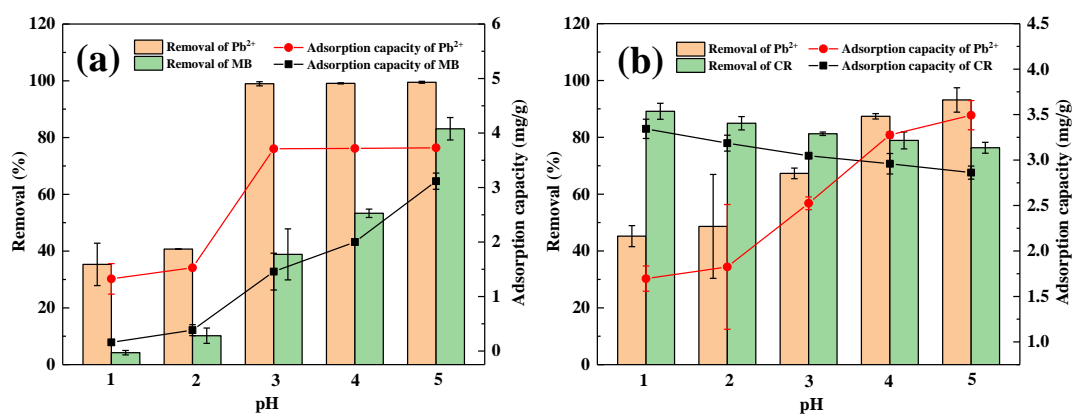 (a)
Removal of Pb²⁺
Adsorption capacity of Pb²⁺
Removal of MB
Adsorption capacity of MB
120
100
80
60
40
20
0
Removal (%)
6
5
4
3
2
1
0
Adsorption capacity (mg/g)
1 2 3 4 5
pH
(b)
Removal of Pb²⁺
Adsorption capacity of Pb²⁺
Removal of CR
Adsorption capacity of CR
120
100
80
60
40
20
0
Removal (%)
4.5
4.0
3.5
3.0
2.5
2.0
1.5
1.0
Adsorption capacity (mg/g)
1 2 3 4 5
pH